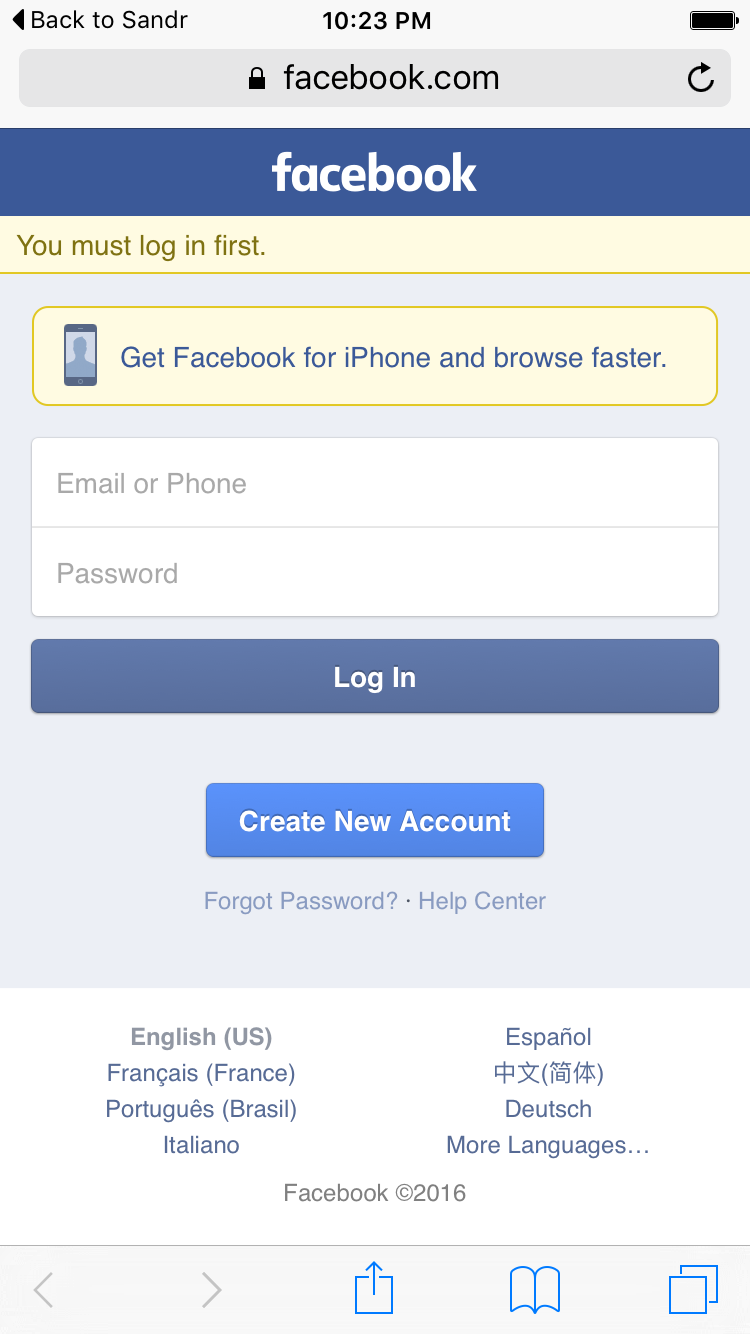 Back to Sandr 10:23 PM
facebook.com
facebook
You must log in first.
Get Facebook for iPhone and browse faster.
Email or Phone
Password
Log In
Create New Account
Forgot Password? · Help Center
English (US) Español
Français (France) 中文(简体)
Português (Brasil) Deutsch
Italiano More Languages…
Facebook ©2016